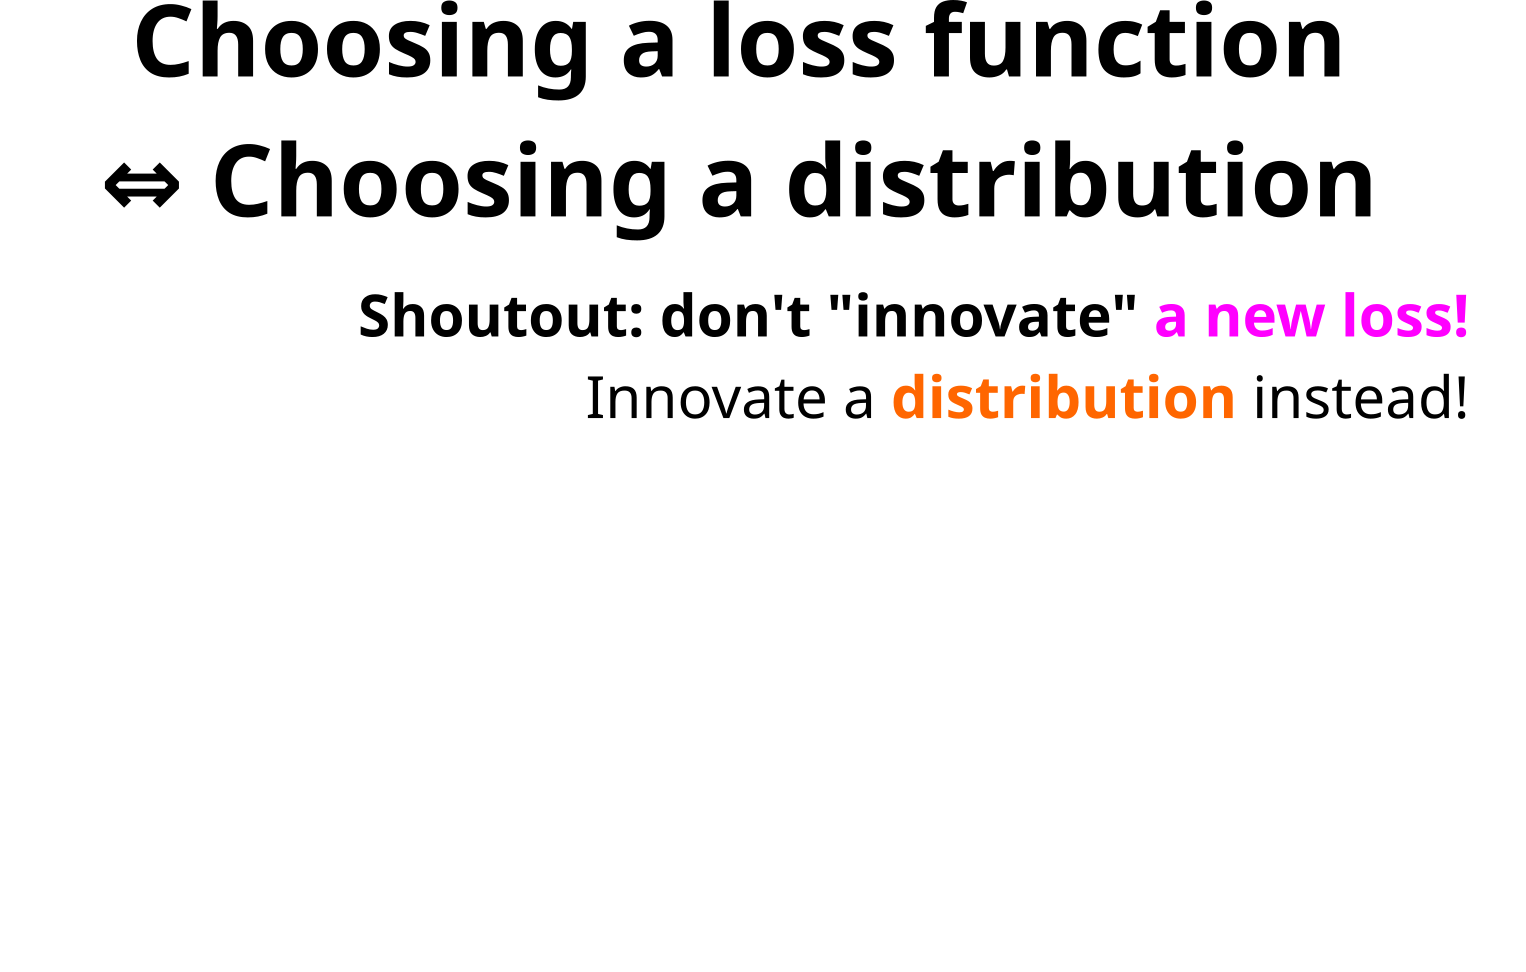 Choosing a loss function
⇔ Choosing a distribution
Shoutout: don't "innovate" a new loss!
Innovate a distribution instead!